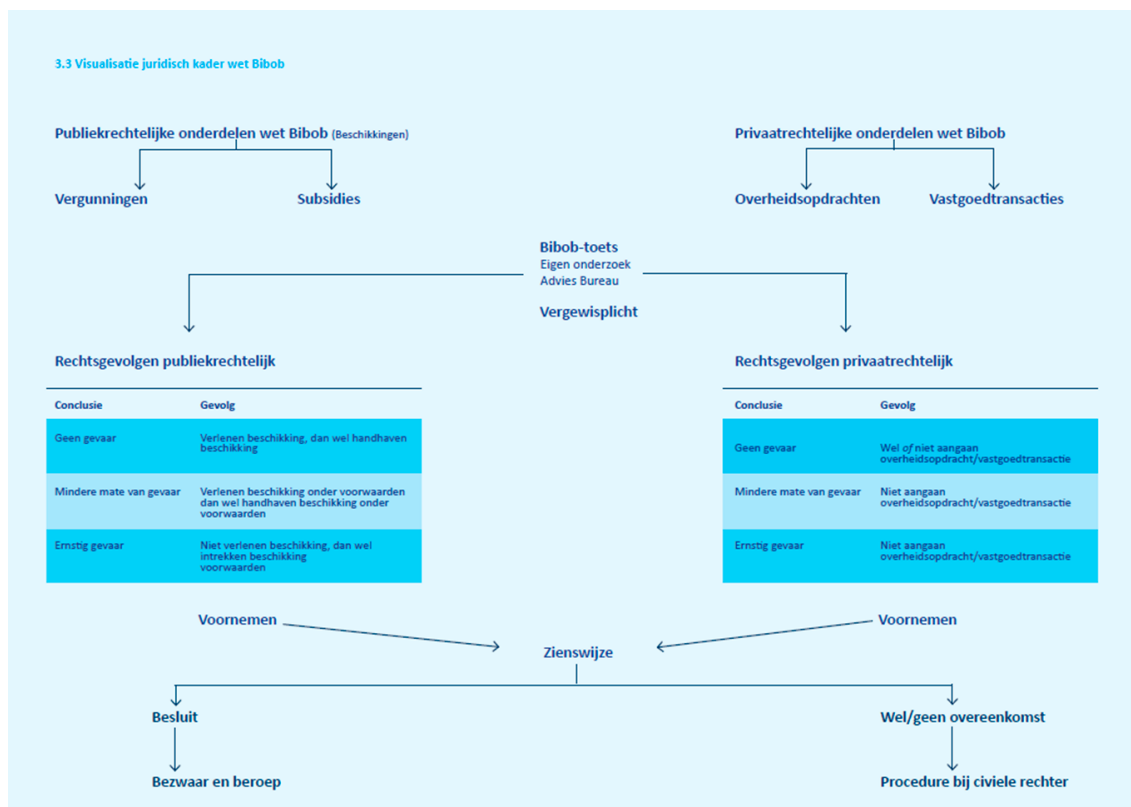 3.3 Visualisatie juridisch kader wet Bibob
Publiekrechtelijke onderdelen wet Bibob (Beschikkingen)
Vergunningen
Subsidies
Privaatrechtelijke onderdelen wet Bibob
Overheidsopdrachten
Vastgoedtransacties
Bibob-toets
Eigen onderzoek
Advies Bureau
Vergewisplicht
Rechtsgevolgen publiekrechtelijk
Conclusie
Gevolg
Geen gevaar
Verlenen beschikking, dan wel handhaven
beschikking
Mindere mate van gevaar
Verlenen beschikking onder voorwaarden
dan wel handhaven beschikking onder
voorwaarden
Ernstig gevaar
Niet verlenen beschikking, dan wel
intrekken beschikking
voorwaarden
Rechtsgevolgen privaatrechtelijk
Conclusie
Gevolg
Geen gevaar
Wel of niet aangaan
overheidsopdracht/vastgoedtransactie
Mindere mate van gevaar
Niet aangaan
overheidsopdracht/vastgoedtransactie
Ernstig gevaar
Niet aangaan
overheidsopdracht/vastgoedtransactie
Voornemen
Voornemen
Zienswijze
Besluit
Bezwaar en beroep
Wel/geen overeenkomst
Procedure bij civiele rechter